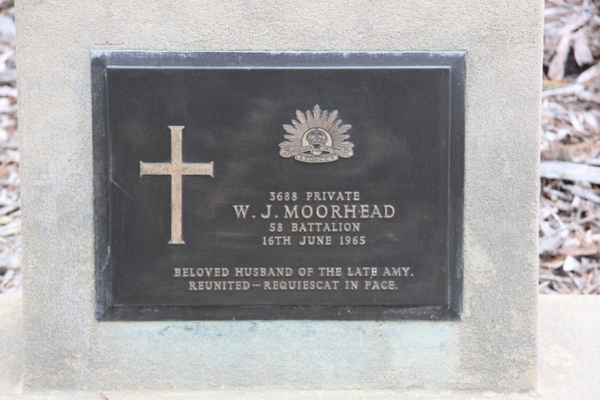 3688 PRIVATE
W. J. MOORHEAD
58 BATTALION
16TH JUNE 1965
BELOVED HUSBAND OF THE LATE AMY.
REUNITED — REQUIESCAT IN PACE.